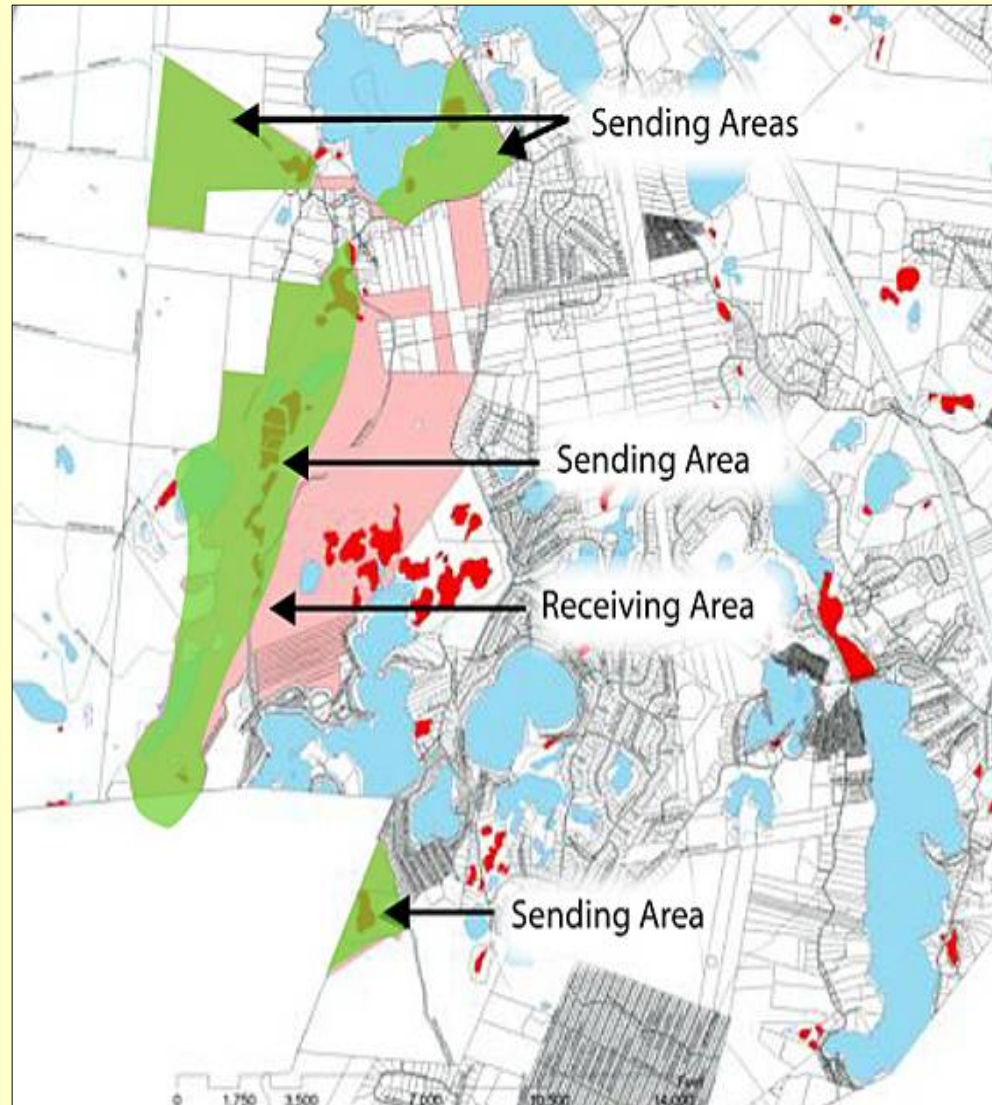 Sending Areas
Sending Area
Receiving Area
Sending Area
Feet
0 1,750 3,500 7,000 10,500 14,000